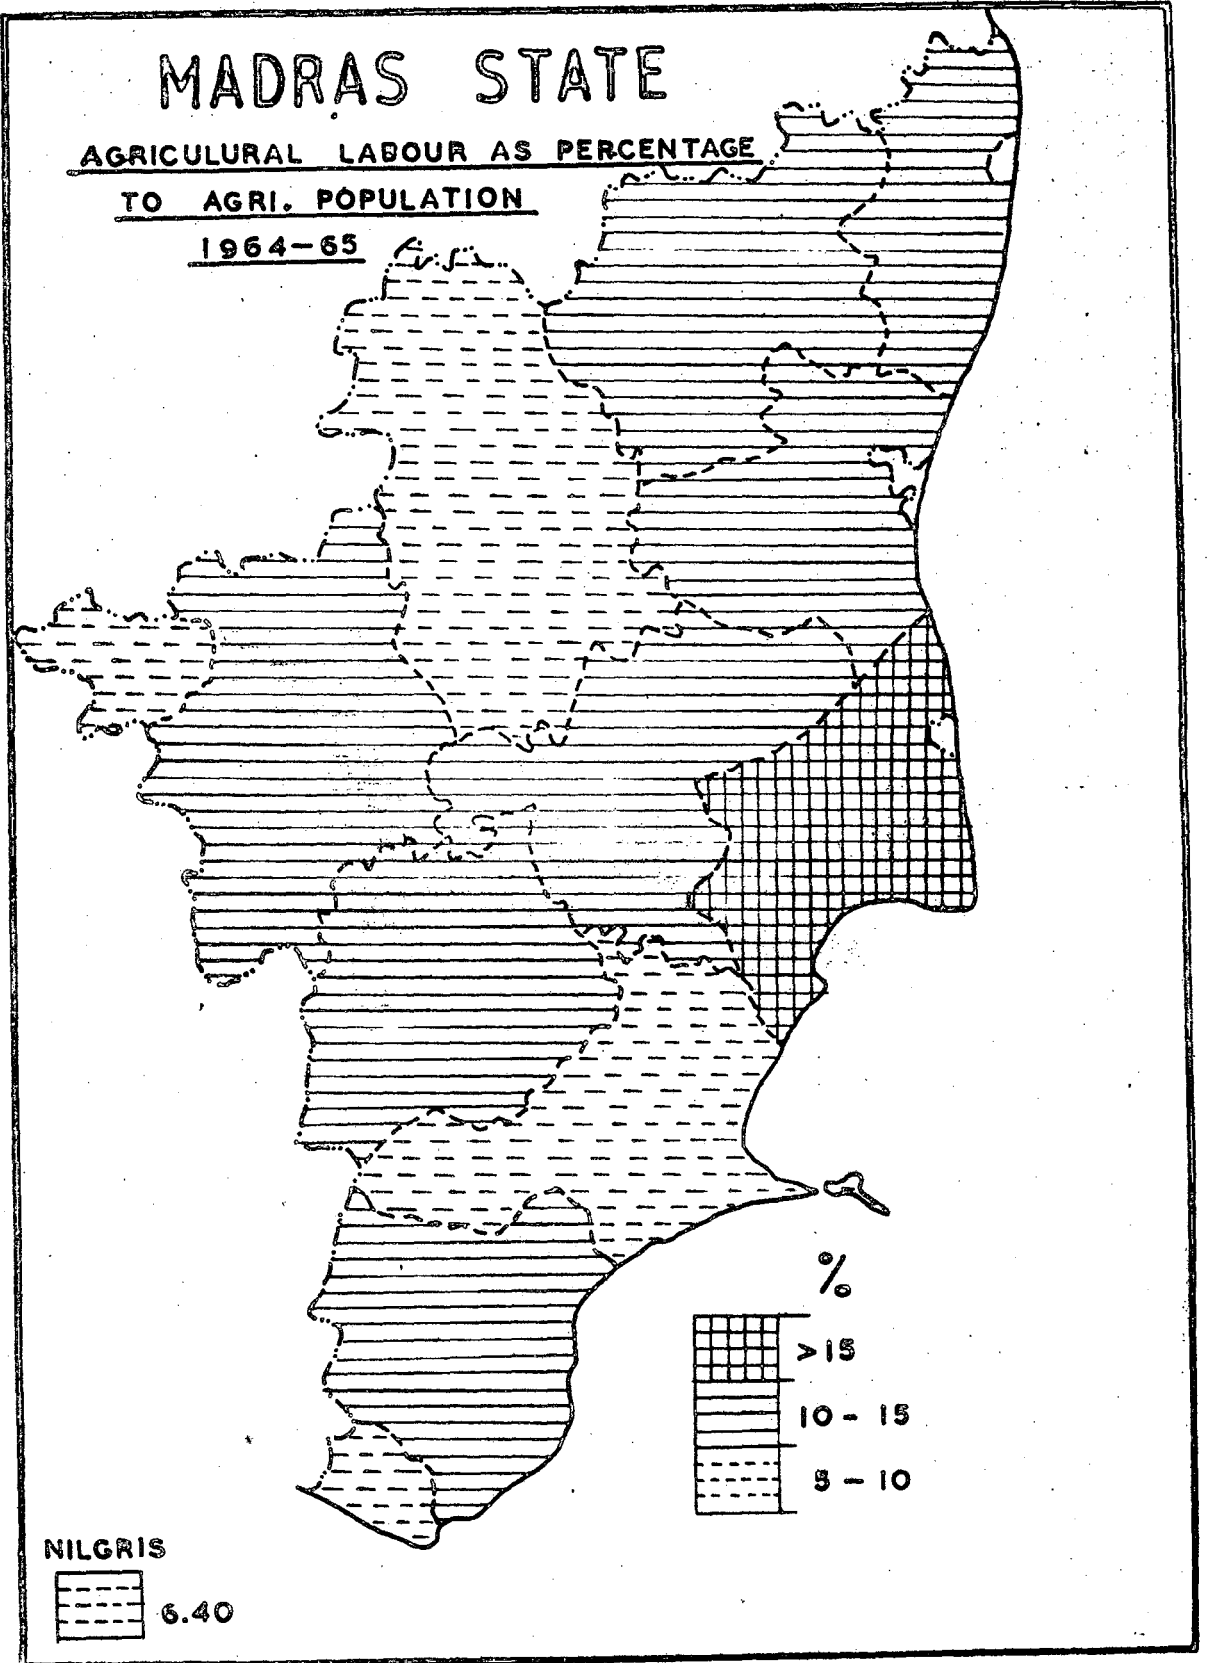 MADRAS STATE
AGRICULURAL LABOUR AS PERCENTAGE
TO AGRI. POPULATION
1964-65
%
>15
10 - 15
5 - 10
NILGRIS
6.40